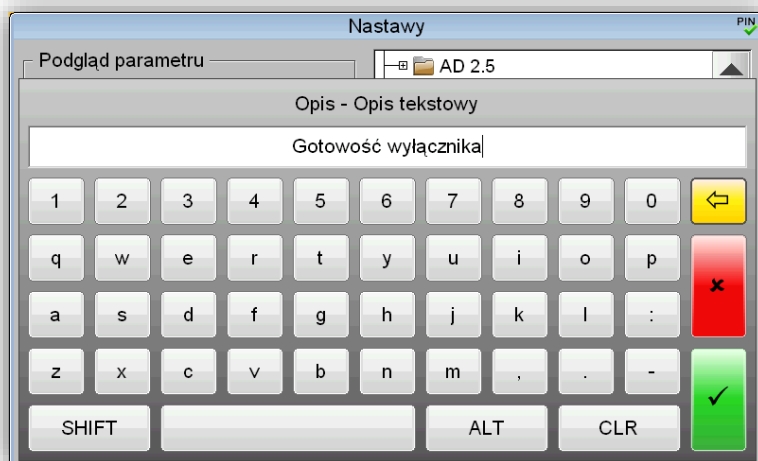 Nastawy PIN
Podgląd parametru
AD 2.5
Opis - Opis tekstowy
Gotowość wyłącznika
1 2 3 4 5 6 7 8 9 0
q w e r t y u i o p
a s d f g h j k l :
z x c v b n m , . -
SHIFT ALT CLR